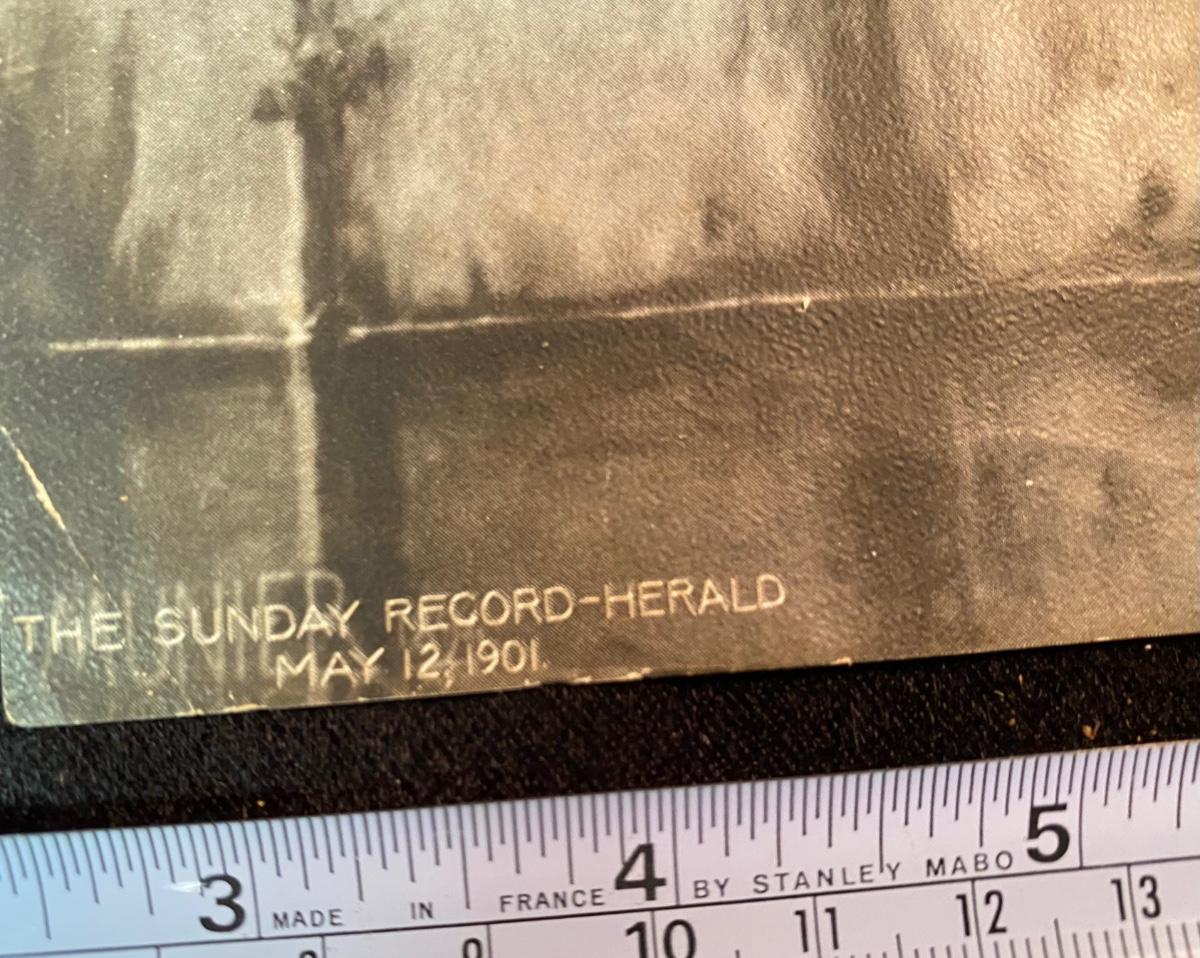 THE SUNDAY RECORD-HERALD
MAY 12, 1901.
3 4 5
MADE IN FRANCE BY STANLEY MABO
9 10 11 12 13